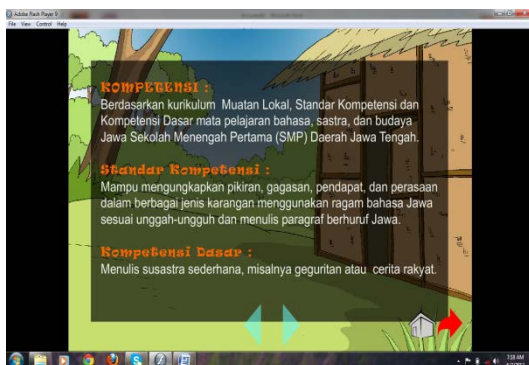 Adobe Flash Player 9
File View Control Help
KOMPETENSI :
Berdasarkan kurikulum Muatan Lokal, Standar Kompetensi dan
Kompetensi Dasar mata pelajaran bahasa, sastra, dan budaya
Jawa Sekolah Menengah Pertama (SMP) Daerah Jawa Tengah.
Standar Kompetensi :
Mampu mengungkapkan pikiran, gagasan, pendapat, dan perasaan
dalam berbagai jenis karangan menggunakan ragam bahasa Jawa
sesuai unggah-ungguh dan menulis paragraf berhuruf Jawa.
Kompetensi Dasar :
Menulis susastra sederhana, misalnya geguritan atau cerita rakyat.
7:58 AM